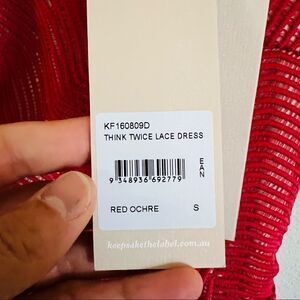 KF160809D
THINK TWICE LACE DRESS
EAN
9 348936 692779
RED OCHRE S
keepsakethelabel.com.au